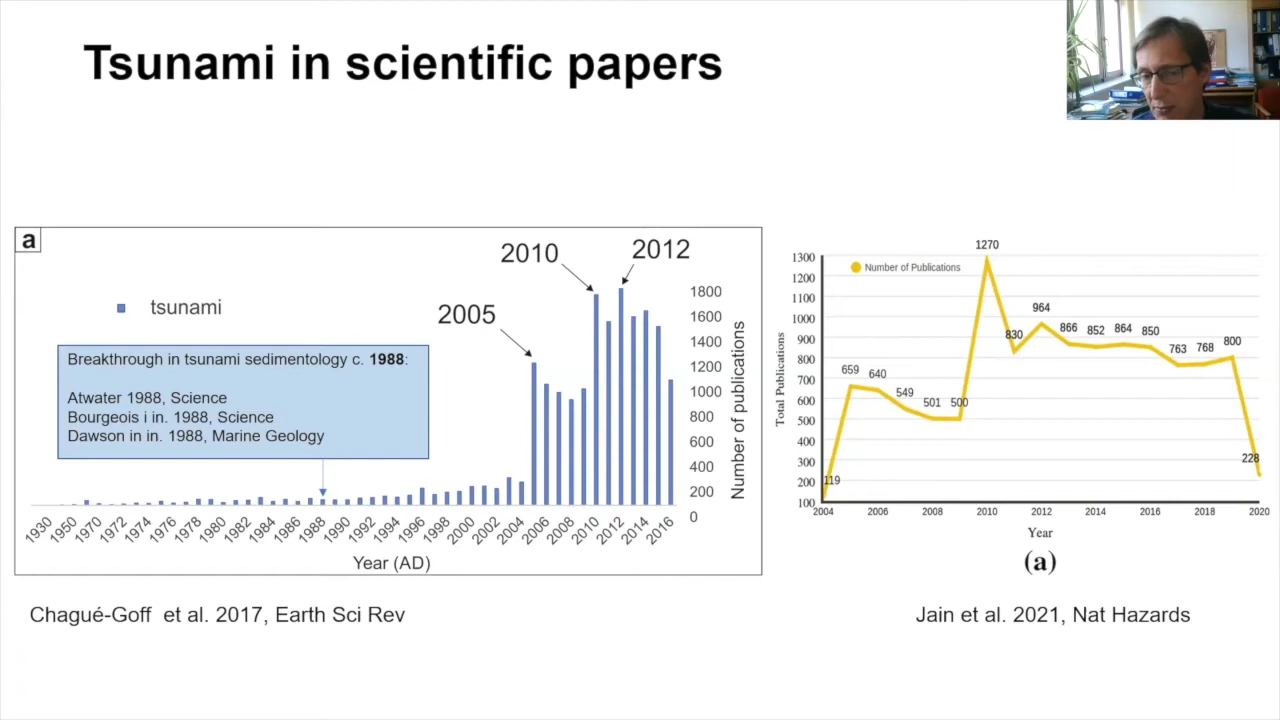 Tsunami in scientific papers
a
2010
2012
2005
tsunami
Breakthrough in tsunami sedimentology c. 1988:
Atwater 1988, Science
Bourgeois i in. 1988, Science
Dawson in in. 1988, Marine Geology
1800
1600
1400
1200
1000
800
600
400
200
0
Number of publications
1930 1950 1970 1972 1974 1976 1978 1980 1982 1984 1986 1988 1990 1992 1994 1996 1998 2000 2002 2004 2006 2008 2010 2012 2014 2016
Year (AD)
Chagué-Goff et al. 2017, Earth Sci Rev
Number of Publications
Total Publications
1300
1200
1100
1000
900
800
700
600
500
400
300
200
100
119 659 640 549 501 500 1270 830 964 866 852 864 850 763 768 800 228
2004 2006 2008 2010 2012 2014 2016 2018 2020
Year
(a)
Jain et al. 2021, Nat Hazards